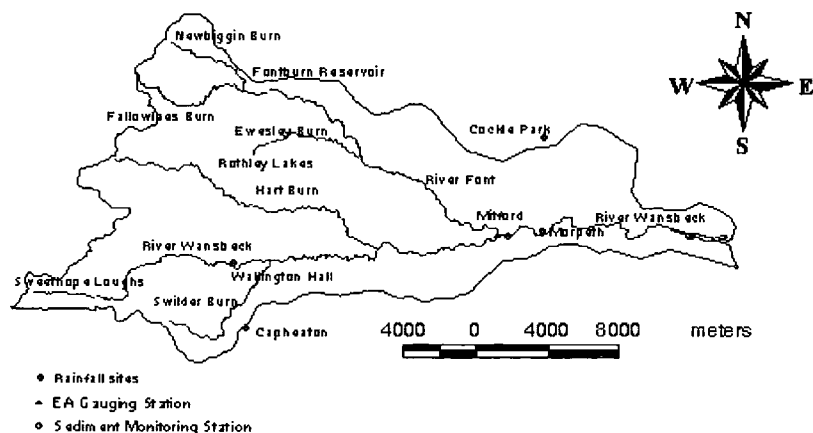 N
Newbiggin Burn
Fontburn Reservoir
W E
Fallowlees Burn
Cockle Park
Ewesley Burn
S
Rothley Lakes
River Font
Hart Burn
Mitford
River Wansbeck
Morpeth
River Wansbeck
Wallington Hall
Sweethope Loughs
Swilder Burn
Capheaton
4000 0 4000 8000 meters
Rainfall sites
EA Gauging Station
Sediment Monitoring Station